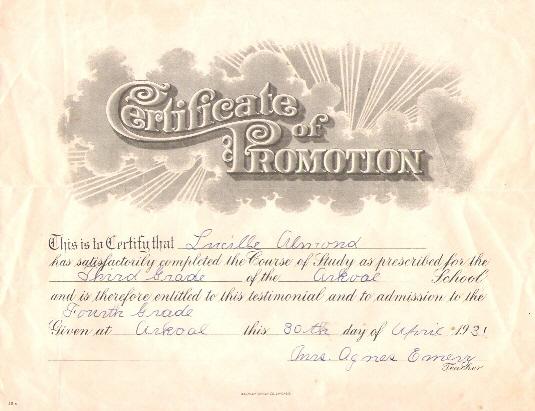 Certificate of
PROMOTION
This is to Certify that Lucille Almond
has satisfactorily completed the Course of Study as prescribed for the
Third Grade of the Arkoal School
and is therefore entitled to this testimonial and to admission to the
Fourth Grade
Given at Arkoal this 30th day of April 1931
Mrs. Agnes Emery
Teacher